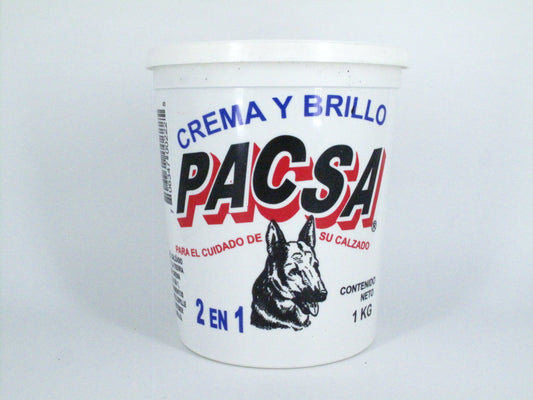 CREMA Y BRILLO
PACSA®
PARA EL CUIDADO DE SU CALZADO
2 EN 1
CONTENIDO
NETO
1 KG